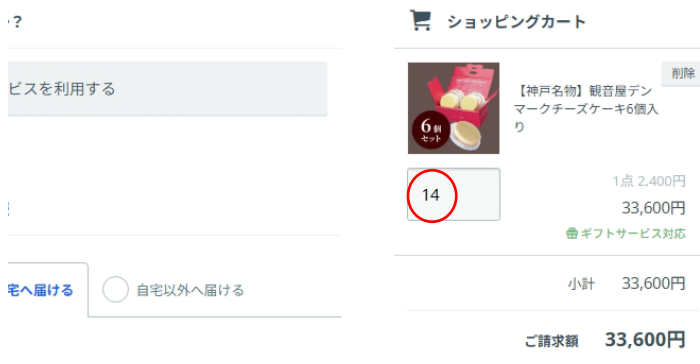 ？
ビスを利用する
宅へ届ける
自宅以外へ届ける
ショッピングカート
削除
【神戸名物】観音屋デン
マークチーズケーキ6個入
り
6個
セット
14
1点 2,400円
33,600円
ギフトサービス対応
小計 33,600円
ご請求額 33,600円